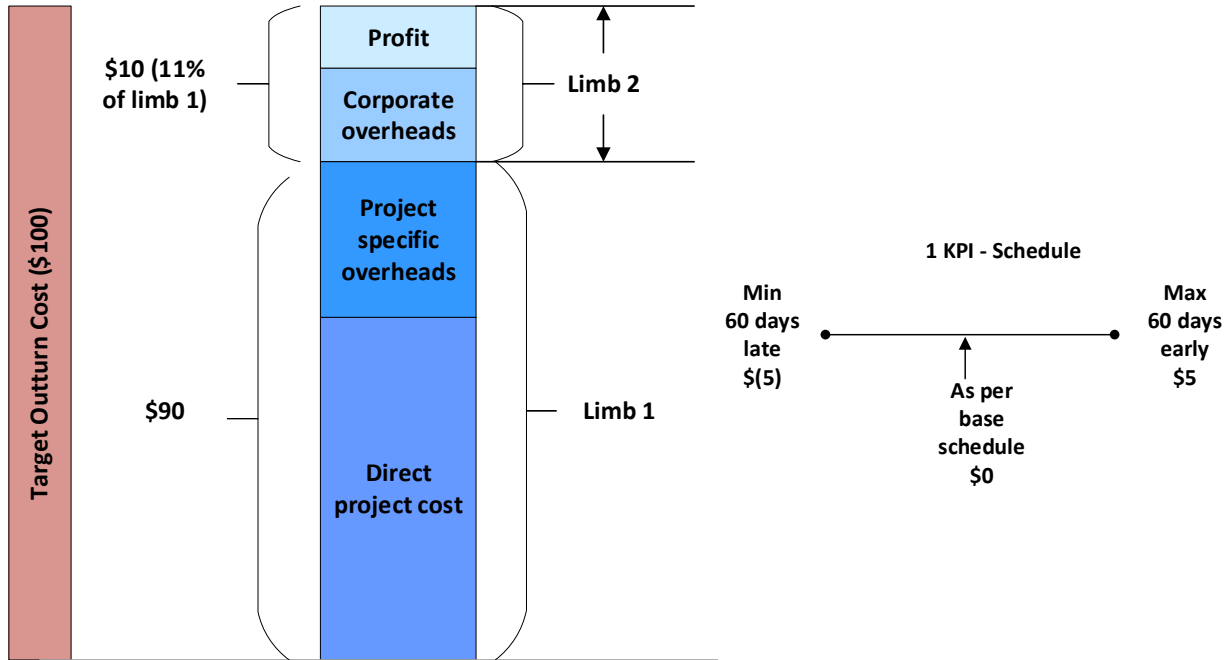 Target Outturn Cost ($100)
$10 (11%
of limb 1)
$90
Profit
Corporate
overheads
Project
specific
overheads
Direct
project cost
Limb 2
Limb 1
1 KPI - Schedule
Min
60 days
late
$(5)
As per
base
schedule
$0
Max
60 days
early
$5